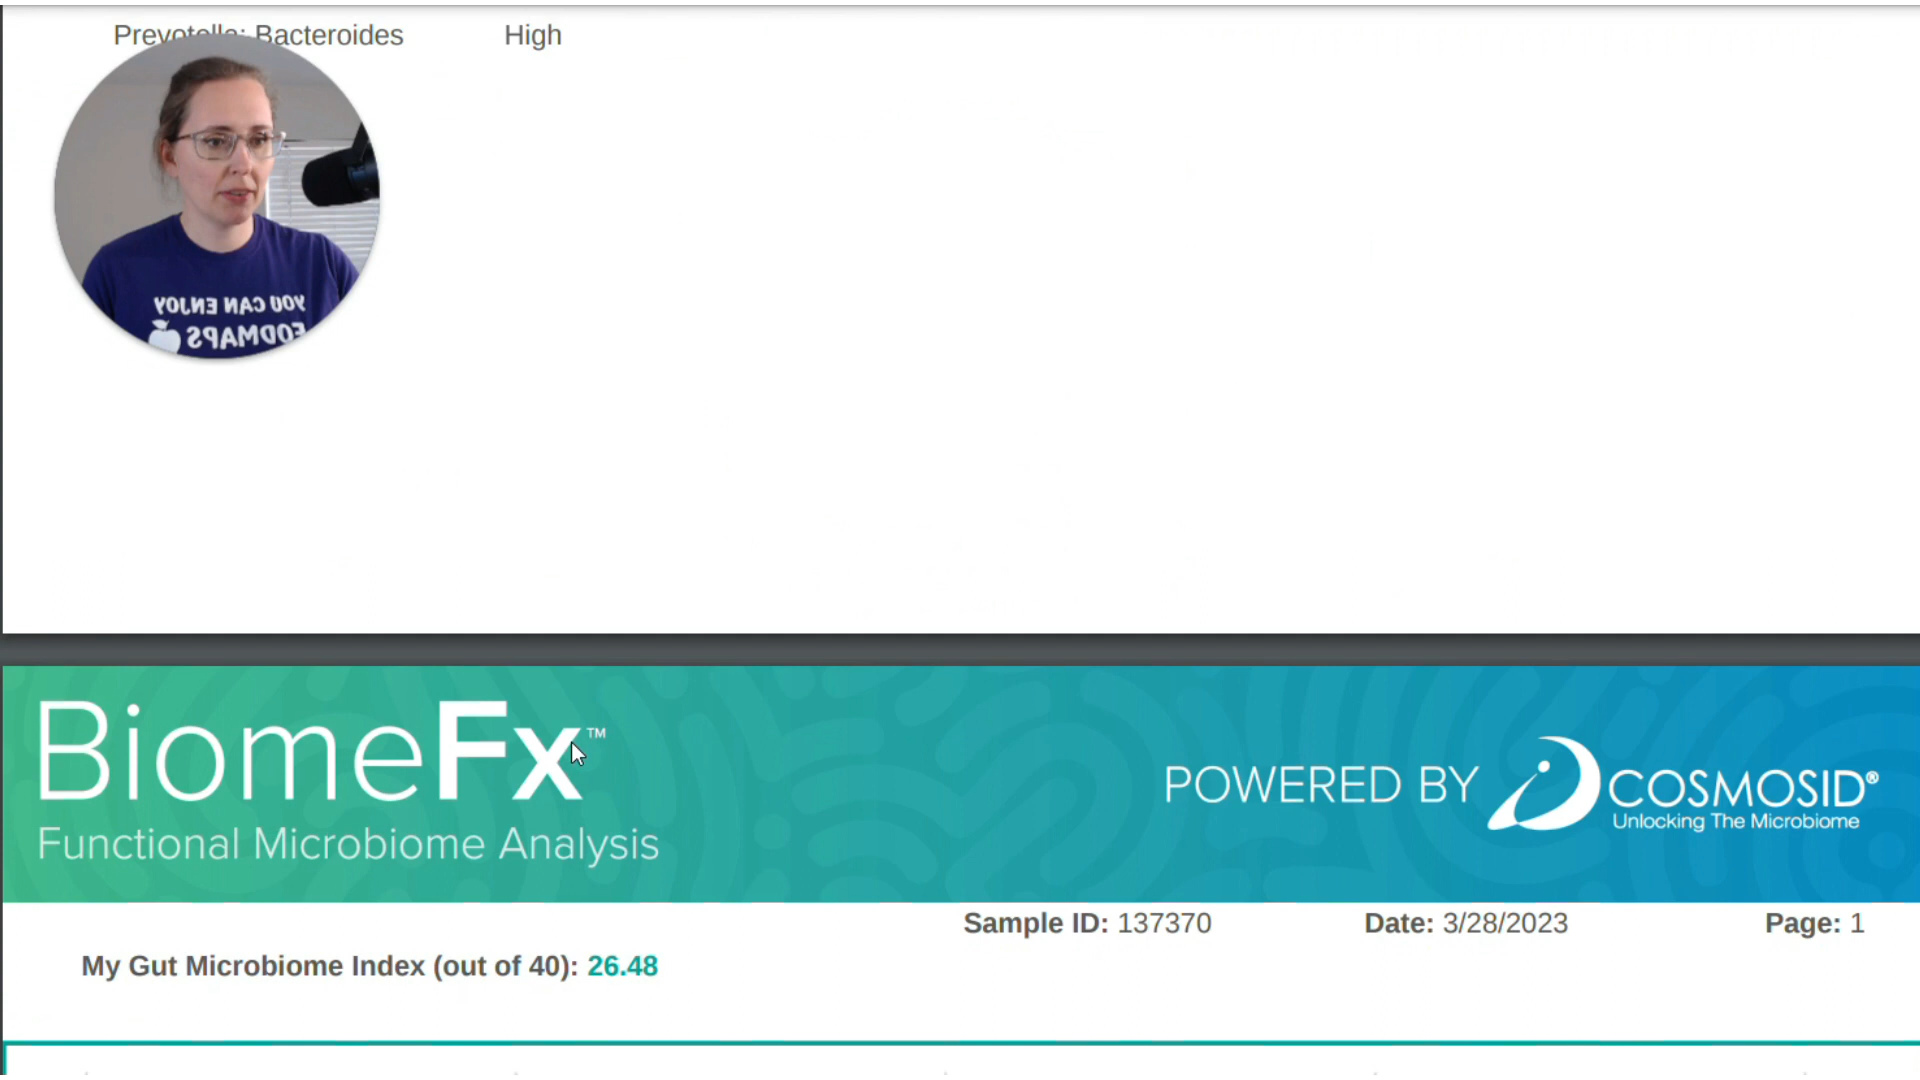 Prevotella: Bacteroides High
YOU CAN ENJOY
FODMAPS
BiomeFx™
Functional Microbiome Analysis
POWERED BY COSMOSID®
Unlocking The Microbiome
Sample ID: 137370 Date: 3/28/2023 Page: 1
My Gut Microbiome Index (out of 40): 26.48